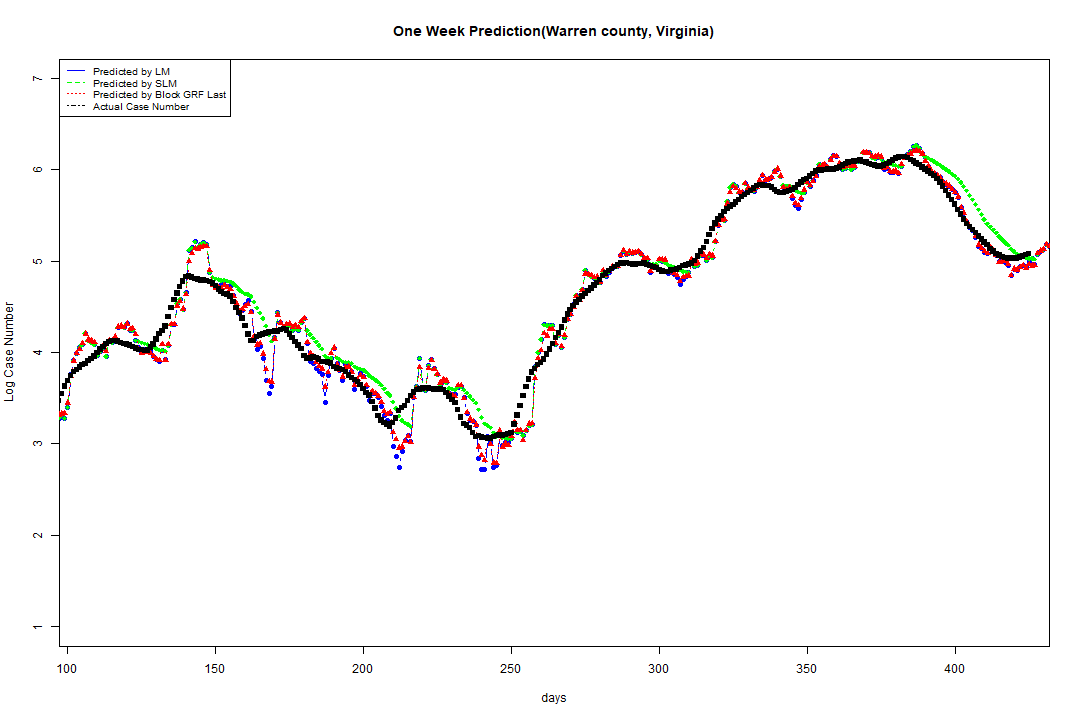 One Week Prediction(Warren county, Virginia)
Predicted by LM
Predicted by SLM
Predicted by Block GRF Last
Actual Case Number
Log Case Number
7
6
5
4
3
2
1
100 150 200 250 300 350 400
days